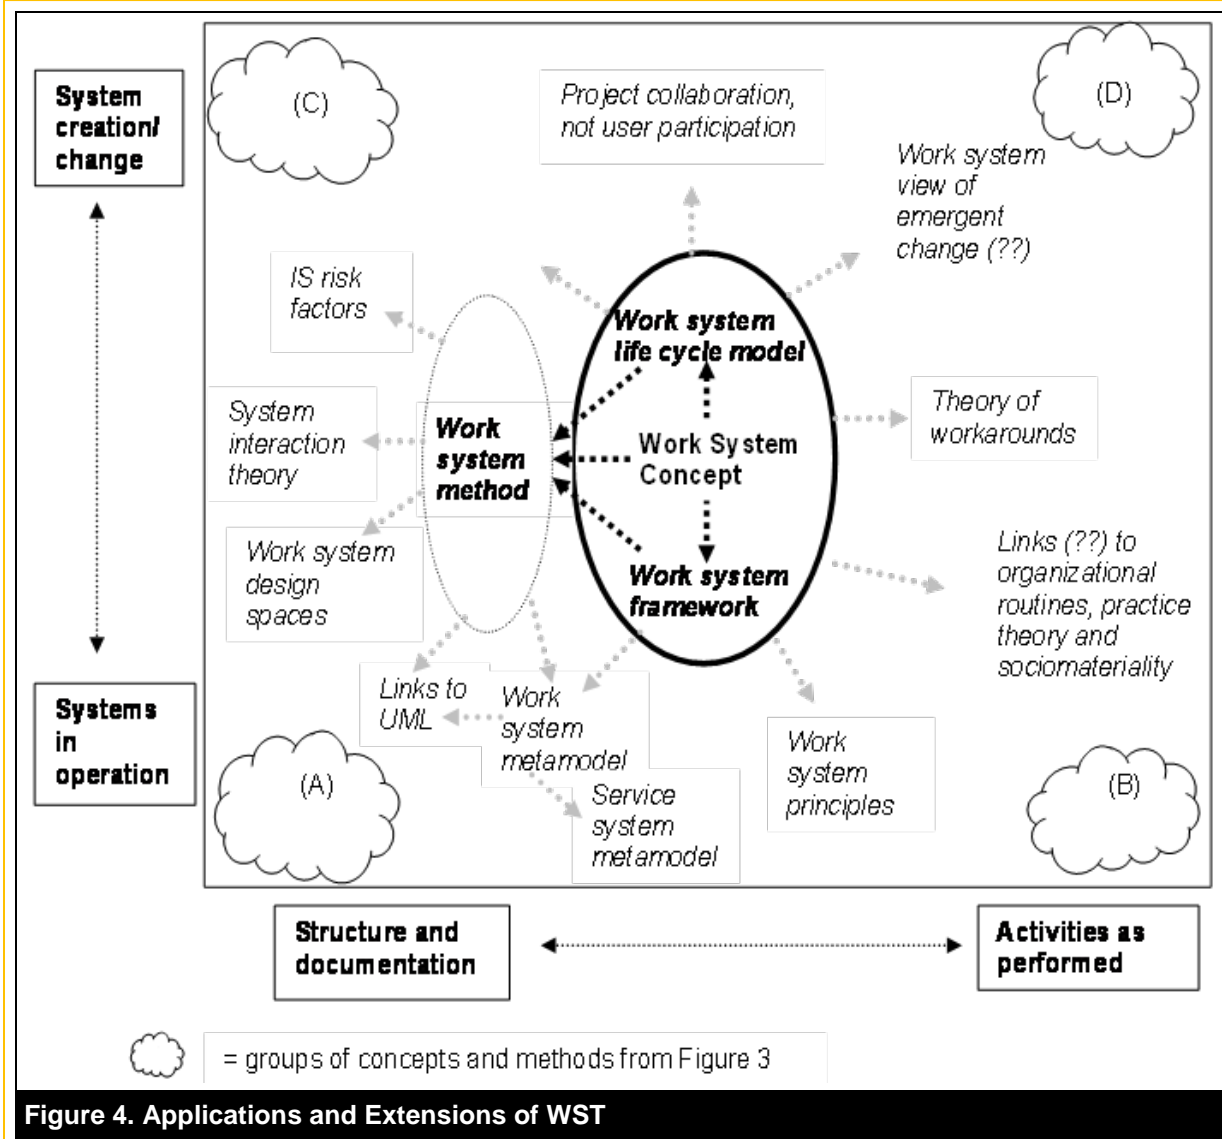 System
creation/
change
(C)
Project collaboration,
not user participation
(D)
Work system
view of
emergent
change (??)
IS risk
factors
Work system
life cycle model
System
interaction
theory
Work
system
method
Work System
Concept
Theory of
workarounds
Work system
design
spaces
Work system
framework
Links (??) to
organizational
routines, practice
theory and
sociomateriality
Systems
in
operation
Links to
UML
Work
system
metamodel
Work
system
principles
(A)
Service
system
metamodel
(B)
Structure and
documentation
Activities as
performed
= groups of concepts and methods from Figure 3
Figure 4. Applications and Extensions of WST